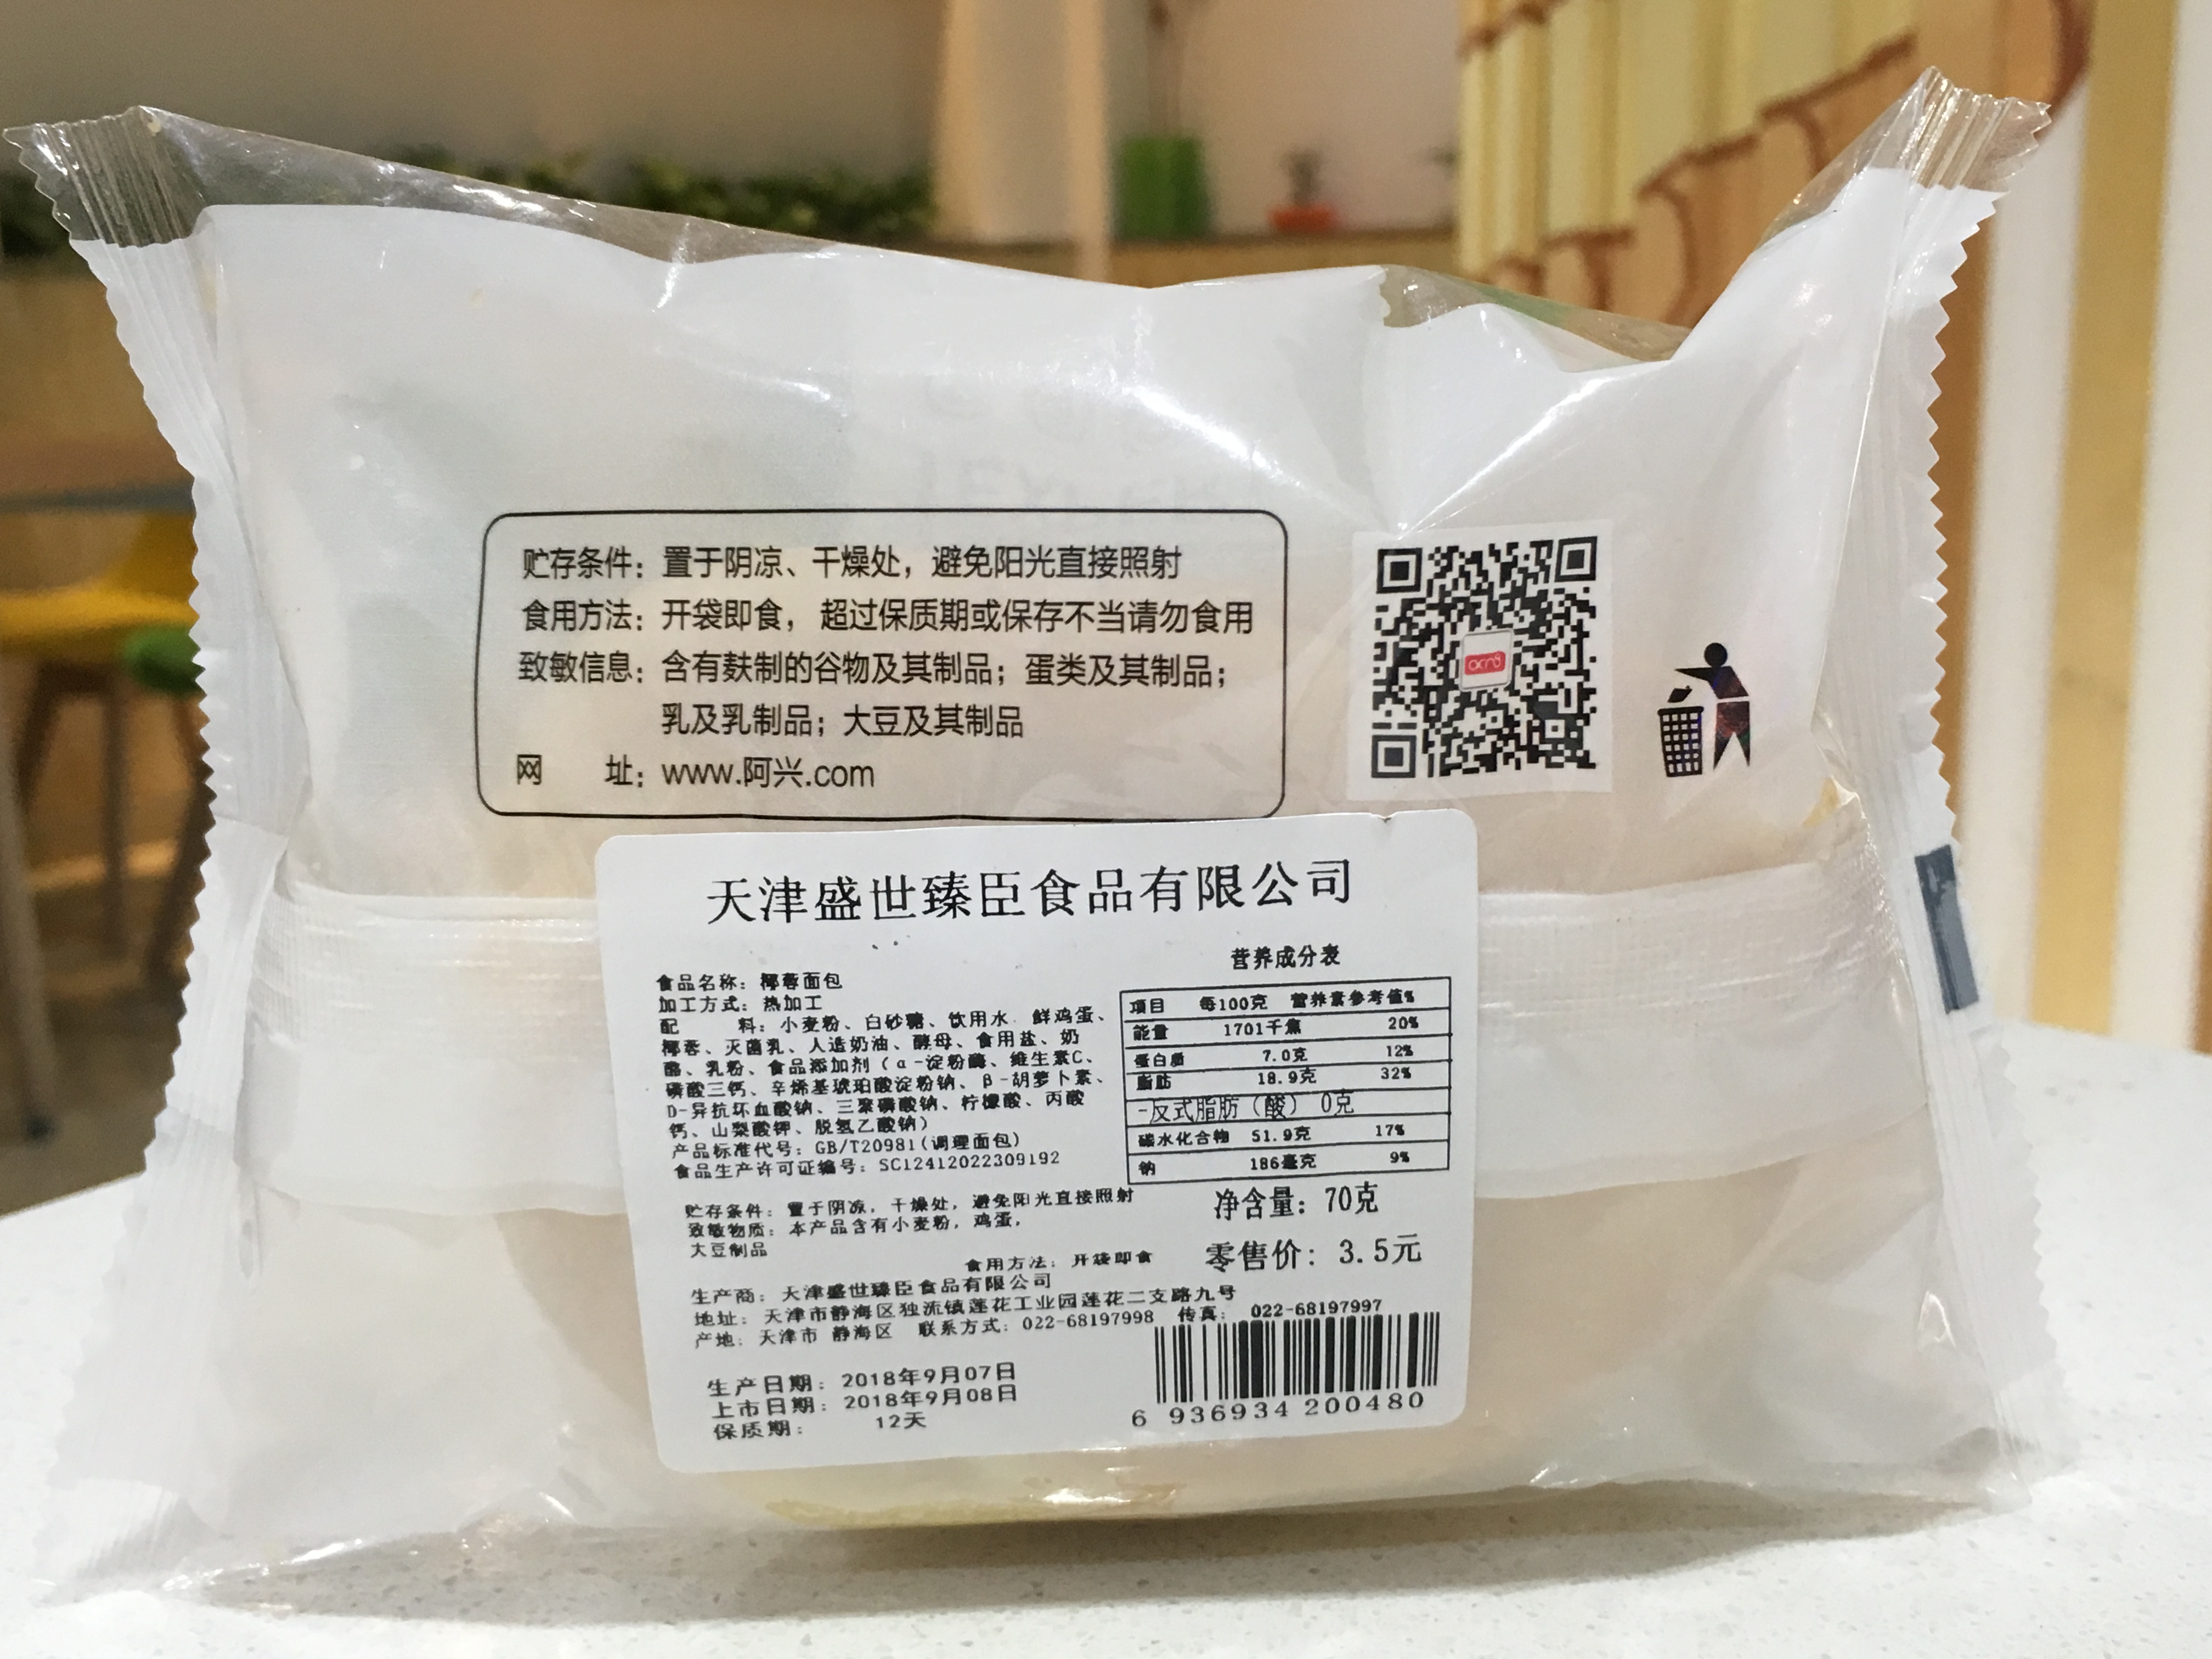 贮存条件：置于阴凉、干燥处，避免阳光直接照射
食用方法：开袋即食，超过保质期或保存不当请勿食用
致敏信息：含有麸制的谷物及其制品；蛋类及其制品；
乳及乳制品；大豆及其制品
网 址：www.阿兴.com
天津盛世臻臣食品有限公司
食品名称：椰蓉面包
加工方式：热加工
配 料：小麦粉、白砂糖、饮用水 鲜鸡蛋、
椰蓉、灭菌乳、人造奶油、酵母、食用盐、奶
酪、乳粉、食品添加剂（α-淀粉酶、维生素C、
磷酸三钙、辛烯基琥珀酸淀粉钠、β-胡萝卜素、
D-异抗坏血酸钠、三聚磷酸钠、柠檬酸、丙酸
钙、山梨酸钾、脱氢乙酸钠）
产品标准代号：GB/T20981(调理面包)
食品生产许可证编号：SC12412022309192
营养成分表
项目 每100克 营养素参考值%
能量 1701千焦 20%
蛋白质 7.0克 12%
脂肪 18.9克 32%
-反式脂肪（酸） 0克
碳水化合物 51.9克 17%
钠 186毫克 9%
净含量：70克
零售价：3.5元
贮存条件：置于阴凉，干燥处，避免阳光直接照射
致敏物质：本产品含有小麦粉，鸡蛋，
大豆制品
食用方法：开袋即食
生产商：天津盛世臻臣食品有限公司
地址：天津市静海区独流镇莲花工业园莲花二支路九号
产地：天津市 静海区 联系方式：022-68197998 传真：022-68197997
生产日期：2018年9月07日
上市日期：2018年9月08日
保质期：12天
6 936934 200480